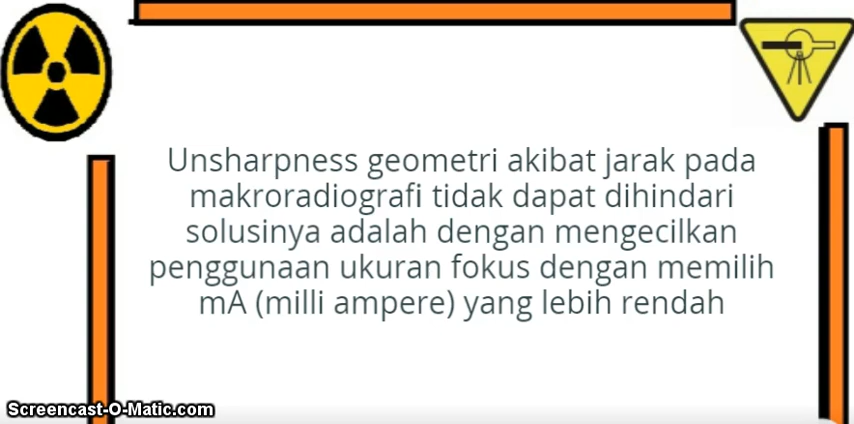 Unsharpness geometri akibat jarak pada
makroradiografi tidak dapat dihindari
solusinya adalah dengan mengecilkan
penggunaan ukuran fokus dengan memilih
mA (milli ampere) yang lebih rendah
Screencast-O-Matic.com